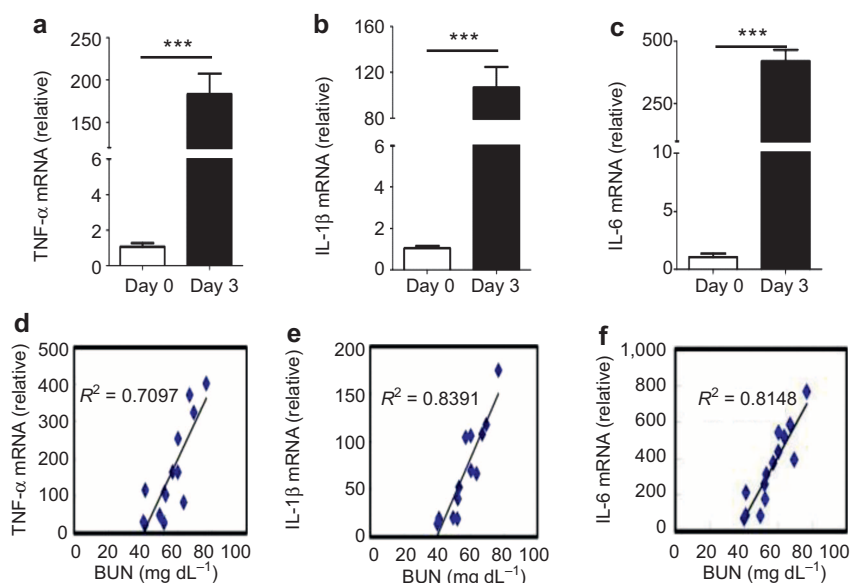 a
***
TNF-α mRNA (relative)
250
200
150
6
4
2
0
Day 0 Day 3
b
***
IL-1β mRNA (relative)
160
120
80
6
4
2
0
Day 0 Day 3
c
***
IL-6 mRNA (relative)
500
250
10
5
0
Day 0 Day 3
d
TNF-α mRNA (relative)
500
400
300
200
100
0
R² = 0.7097
0 20 40 60 80 100
BUN (mg dL⁻¹)
e
IL-1β mRNA (relative)
200
150
100
50
0
R² = 0.8391
0 20 40 60 80 100
BUN (mg dL⁻¹)
f
IL-6 mRNA (relative)
1,000
800
600
400
200
0
R² = 0.8148
0 20 40 60 80 100
BUN (mg dL⁻¹)